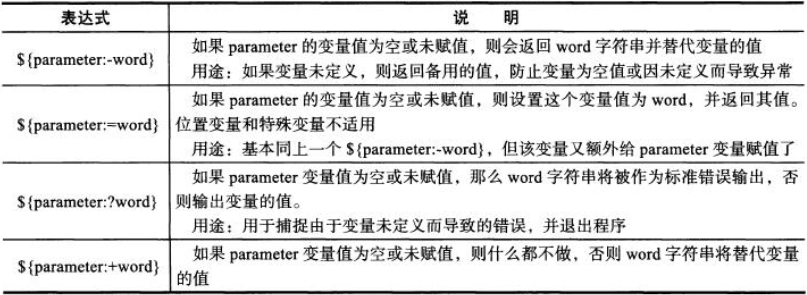 表达式 说 明
${parameter:-word} 如果 parameter 的变量值为空或未赋值，则会返回 word 字符串并替代变量的值
用途：如果变量未定义，则返回备用的值，防止变量为空值或因未定义而导致异常
${parameter:=word} 如果 parameter 的变量值为空或未赋值，则设置这个变量值为 word，并返回其值。
位置变量和特殊变量不适用
用途：基本同上一个 ${parameter:-word}，但该变量又额外给 parameter 变量赋值了
${parameter:?word} 如果 parameter 变量值为空或未赋值，那么 word 字符串将被作为标准错误输出，否
则输出变量的值。
用途：用于捕捉由于变量未定义而导致的错误，并退出程序
${parameter:+word} 如果 parameter 变量值为空或未赋值，则什么都不做，否则 word 字符串将替代变量
的值